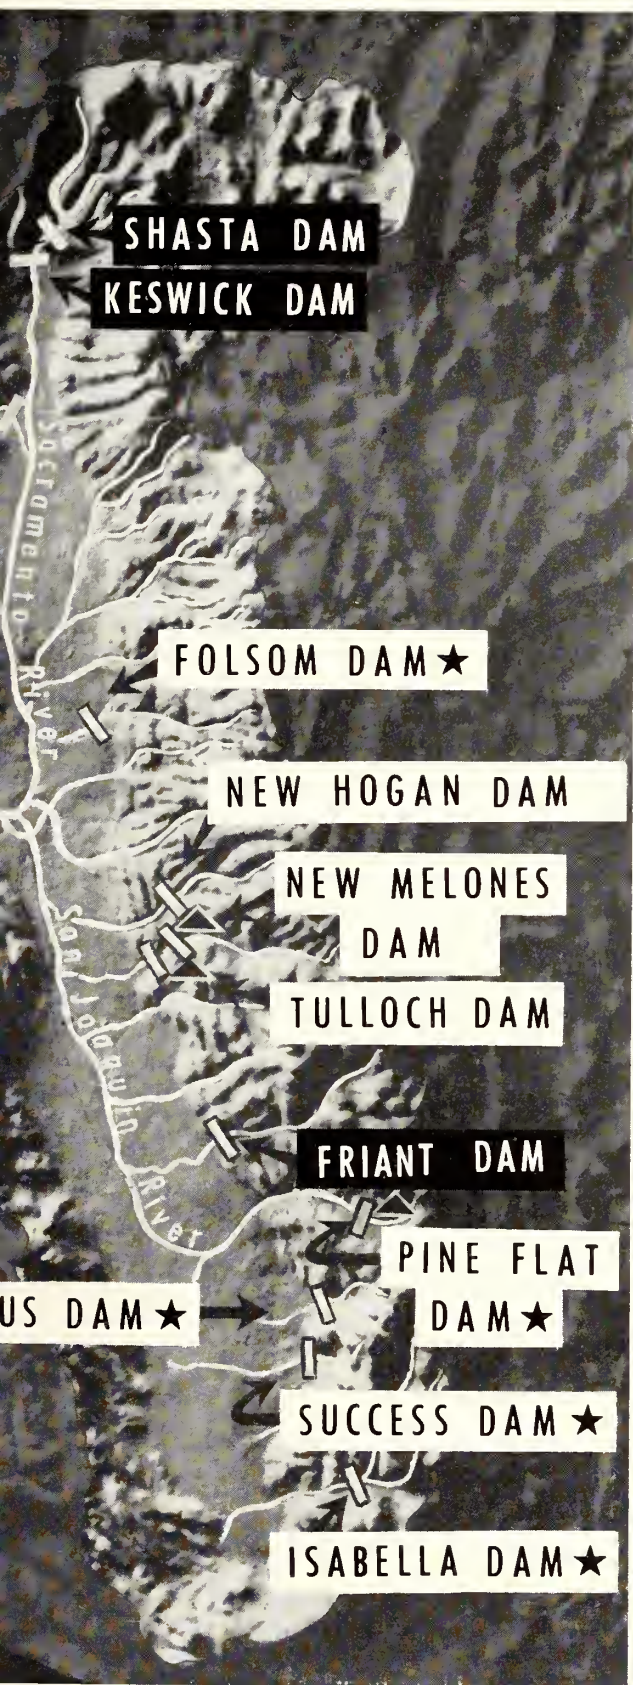 SHASTA DAM
KESWICK DAM
Sacramento River
FOLSOM DAM★
NEW HOGAN DAM
NEW MELONES
DAM
San Joaquin River
TULLOCH DAM
FRIANT DAM
PINE FLAT
DAM★
US DAM★
SUCCESS DAM★
ISABELLA DAM★